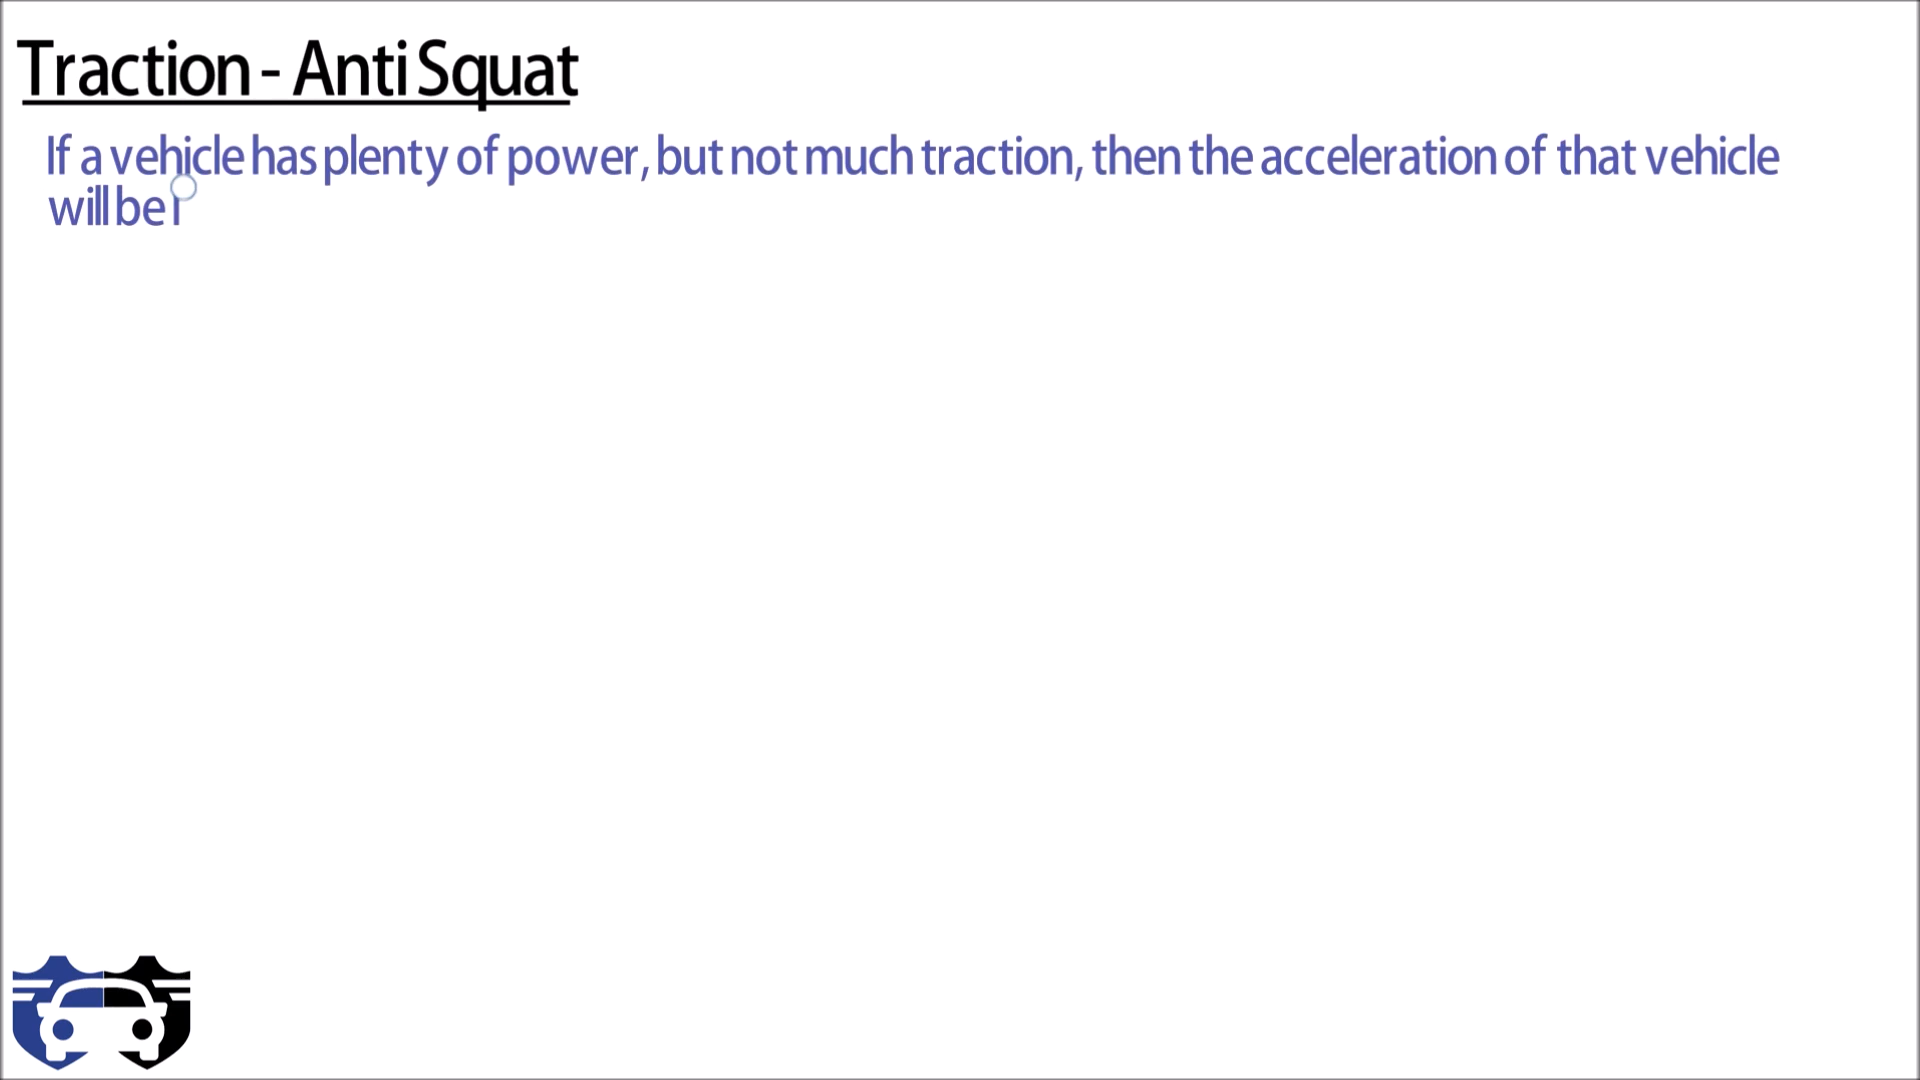 Traction - Anti Squat
If a vehicle has plenty of power, but not much traction, then the acceleration of that vehicle
will be